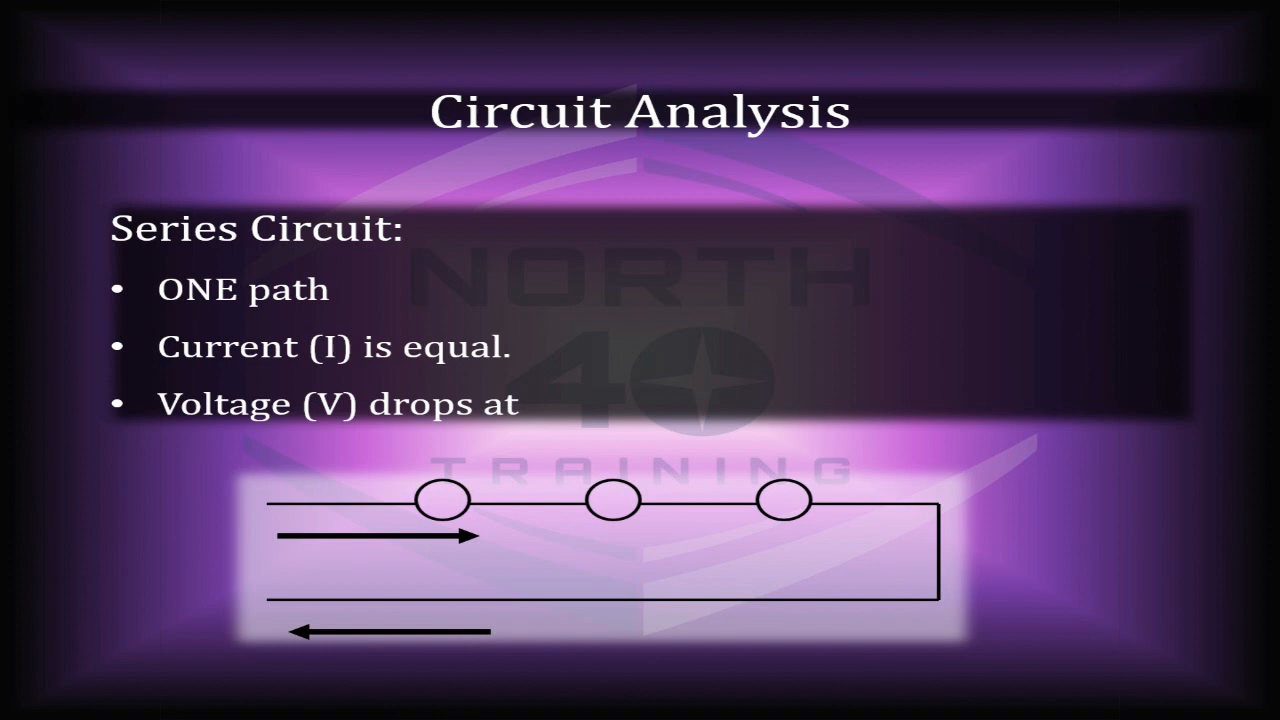 Circuit Analysis
Series Circuit:
• ONE path
• Current (I) is equal.
• Voltage (V) drops at
NORTH
40
TRAINING